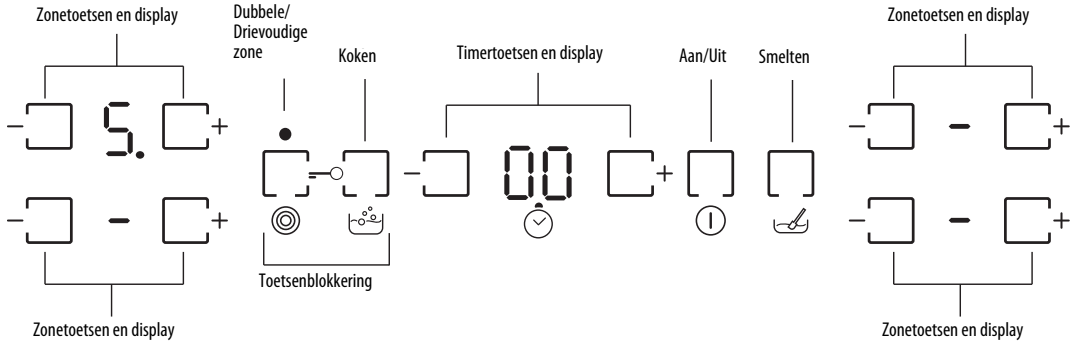 Zonetoetsen en display
Dubbele/
Drievoudige
zone
Koken
Timertoetsen en display
Aan/Uit
Smelten
Zonetoetsen en display
− 5. +
− 00 +
− - +
− - +
− - +
Toetsenblokkering
Zonetoetsen en display
Zonetoetsen en display